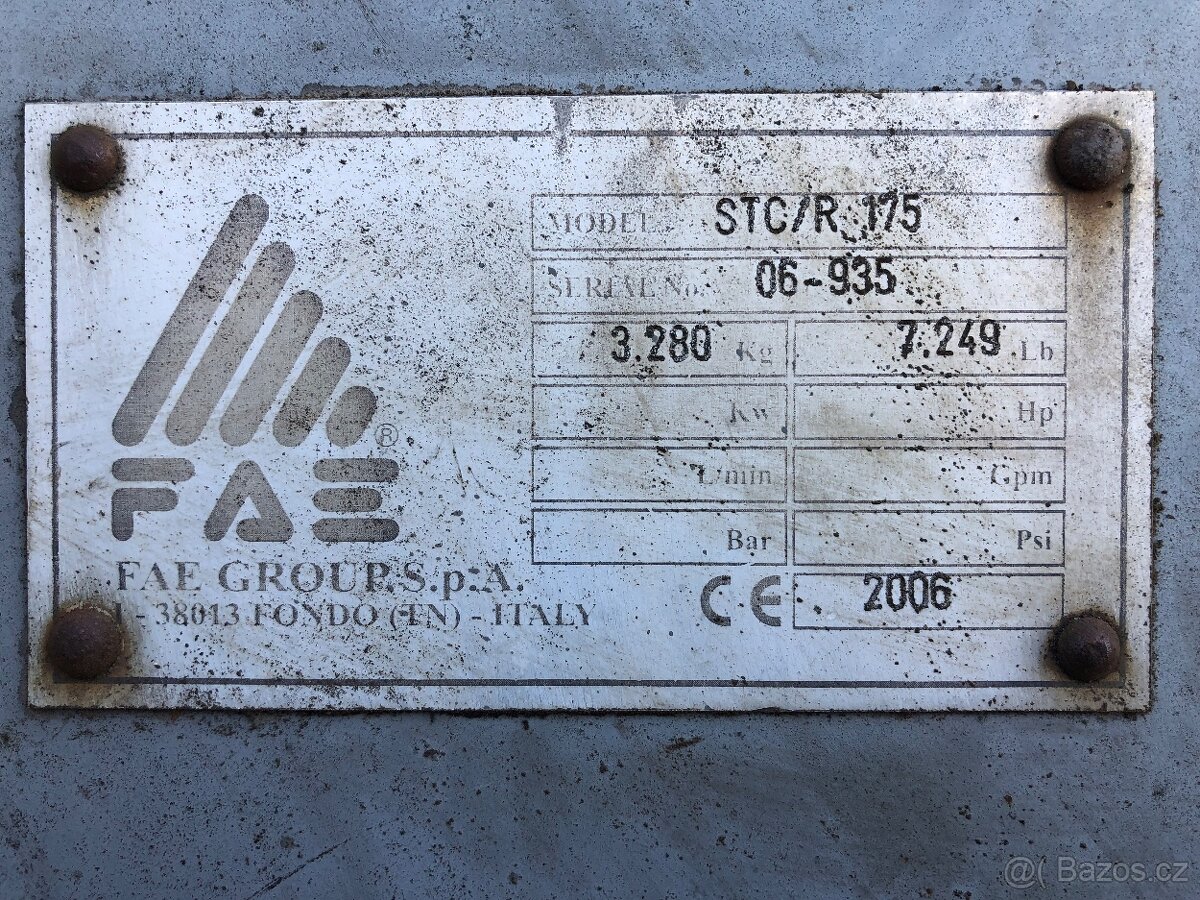 MODEL STC/R 175
SERIAL No. 06-935
3.280 Kg 7.249 Lb
Kw Hp
L/min Gpm
Bar Psi
CE 2006
®
FAE
FAE GROUP S.p.A.
I - 38013 FONDO (TN) - ITALY
@( Bazos.cz